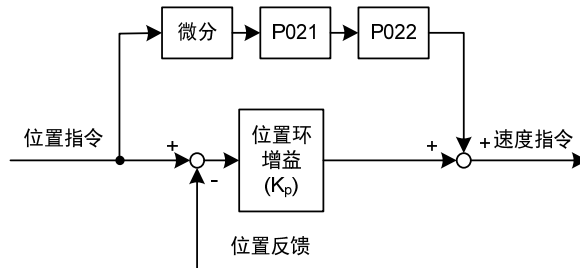 微分
P021
P022
位置指令
+
-
位置环
增益
(Kp)
+
+
速度指令
位置反馈